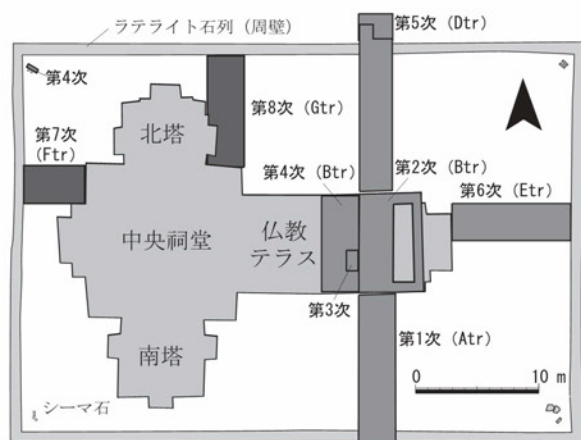 ラテライト石列（周壁）
第5次（Dtr）
第4次
第8次（Gtr）
第7次
（Ftr）
北塔
第4次（Btr）
第2次（Btr）
第6次（Etr）
中央祠堂
仏教
テラス
第3次
第1次（Atr）
南塔
シーマ石
0
10 m